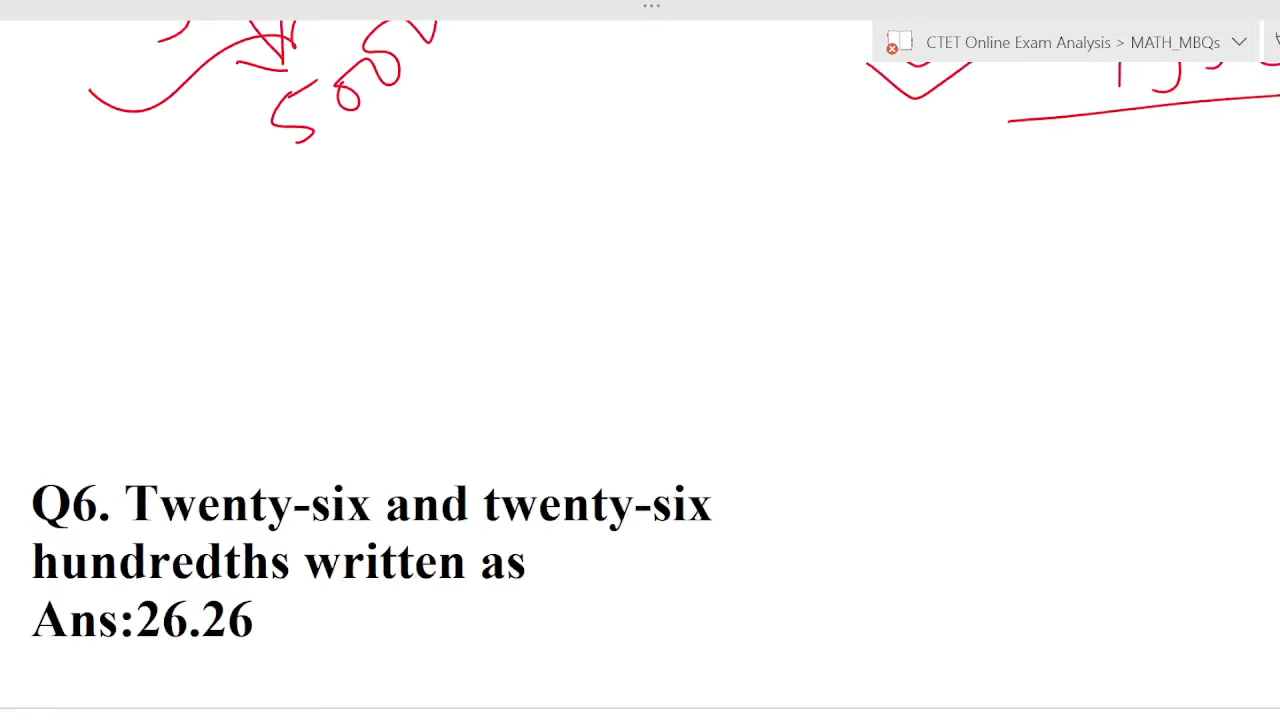 CTET Online Exam Analysis > MATH_MBQs
Q6. Twenty-six and twenty-six
hundredths written as
Ans:26.26